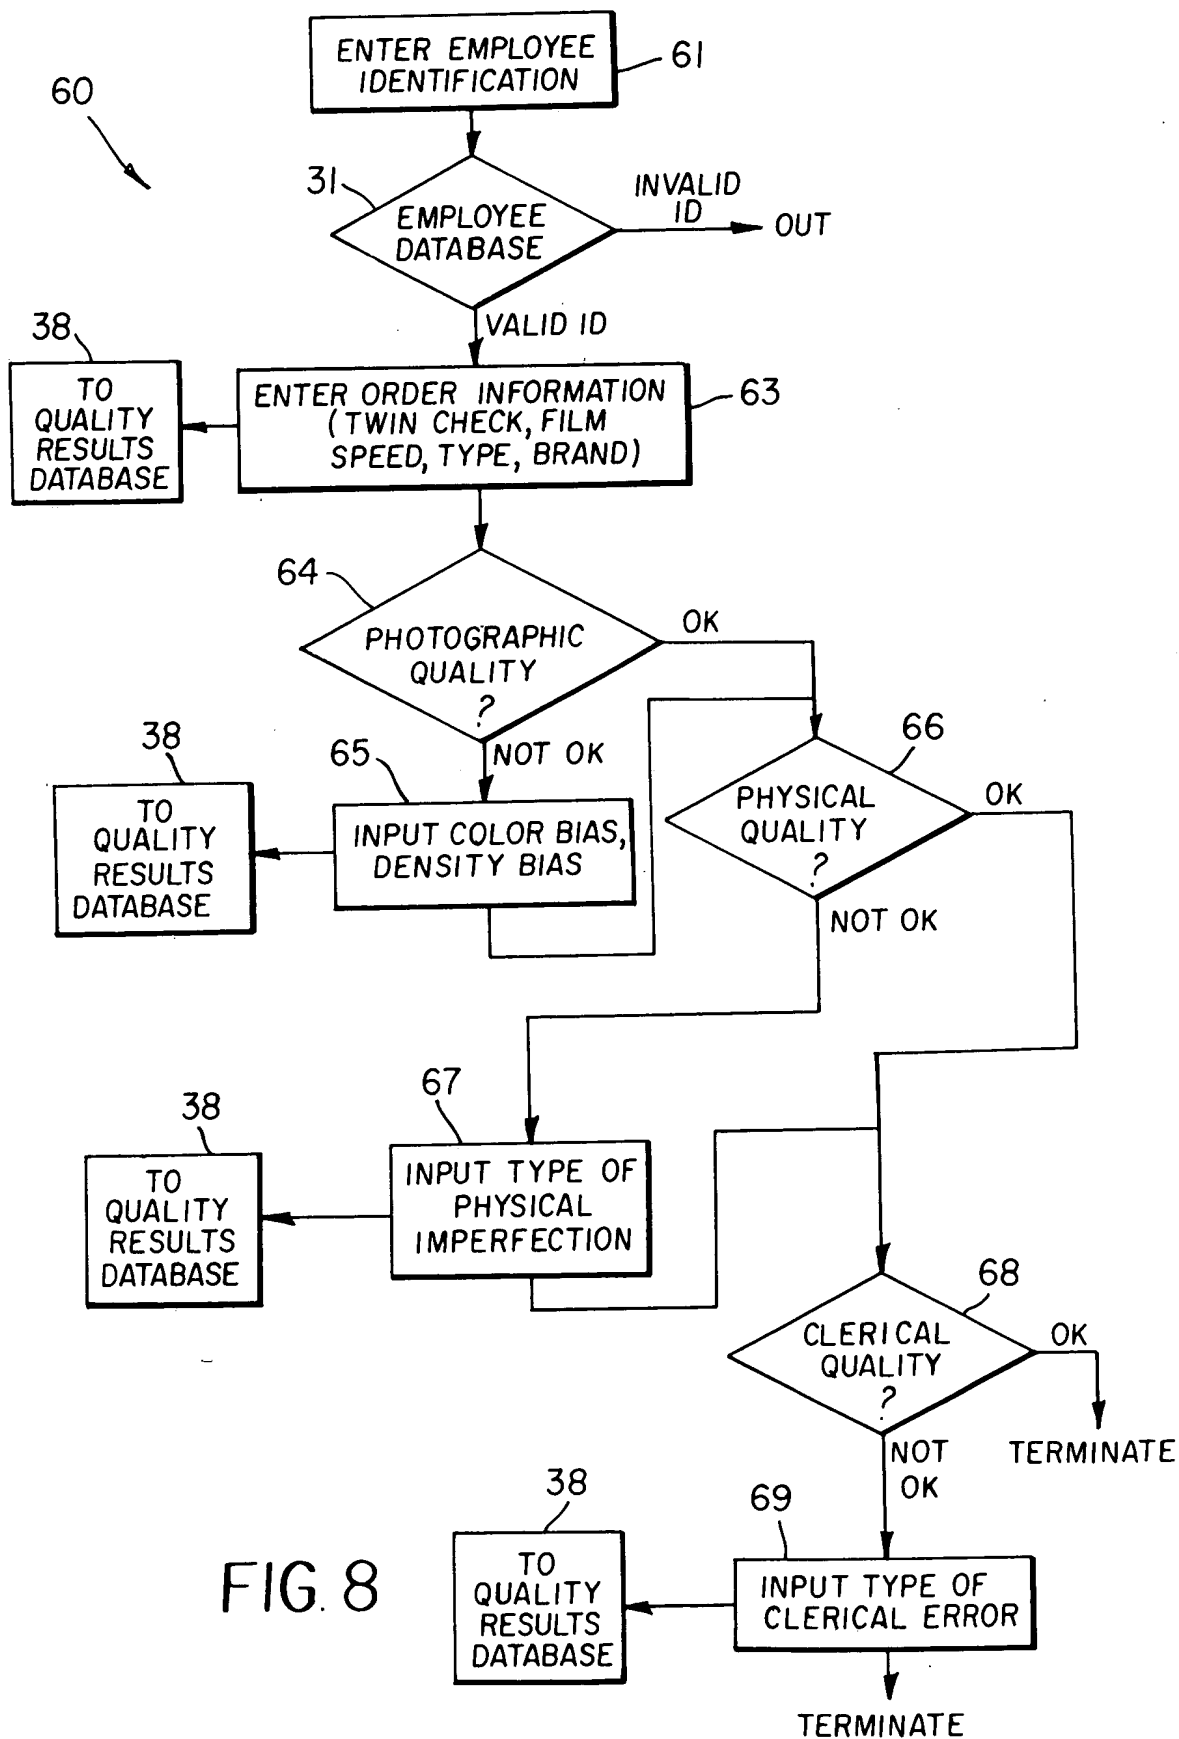 ENTER EMPLOYEE
IDENTIFICATION
61
60
31
EMPLOYEE
DATABASE
INVALID
ID
OUT
VALID ID
38
TO
QUALITY
RESULTS
DATABASE
ENTER ORDER INFORMATION
(TWIN CHECK, FILM
SPEED, TYPE, BRAND)
63
64
PHOTOGRAPHIC
QUALITY
?
OK
NOT OK
38
TO
QUALITY
RESULTS
DATABASE
65
INPUT COLOR BIAS,
DENSITY BIAS
66
PHYSICAL
QUALITY
?
OK
NOT OK
67
INPUT TYPE OF
PHYSICAL
IMPERFECTION
38
TO
QUALITY
RESULTS
DATABASE
68
CLERICAL
QUALITY
?
OK
TERMINATE
NOT
OK
69
INPUT TYPE OF
CLERICAL ERROR
38
TO
QUALITY
RESULTS
DATABASE
TERMINATE
FIG. 8